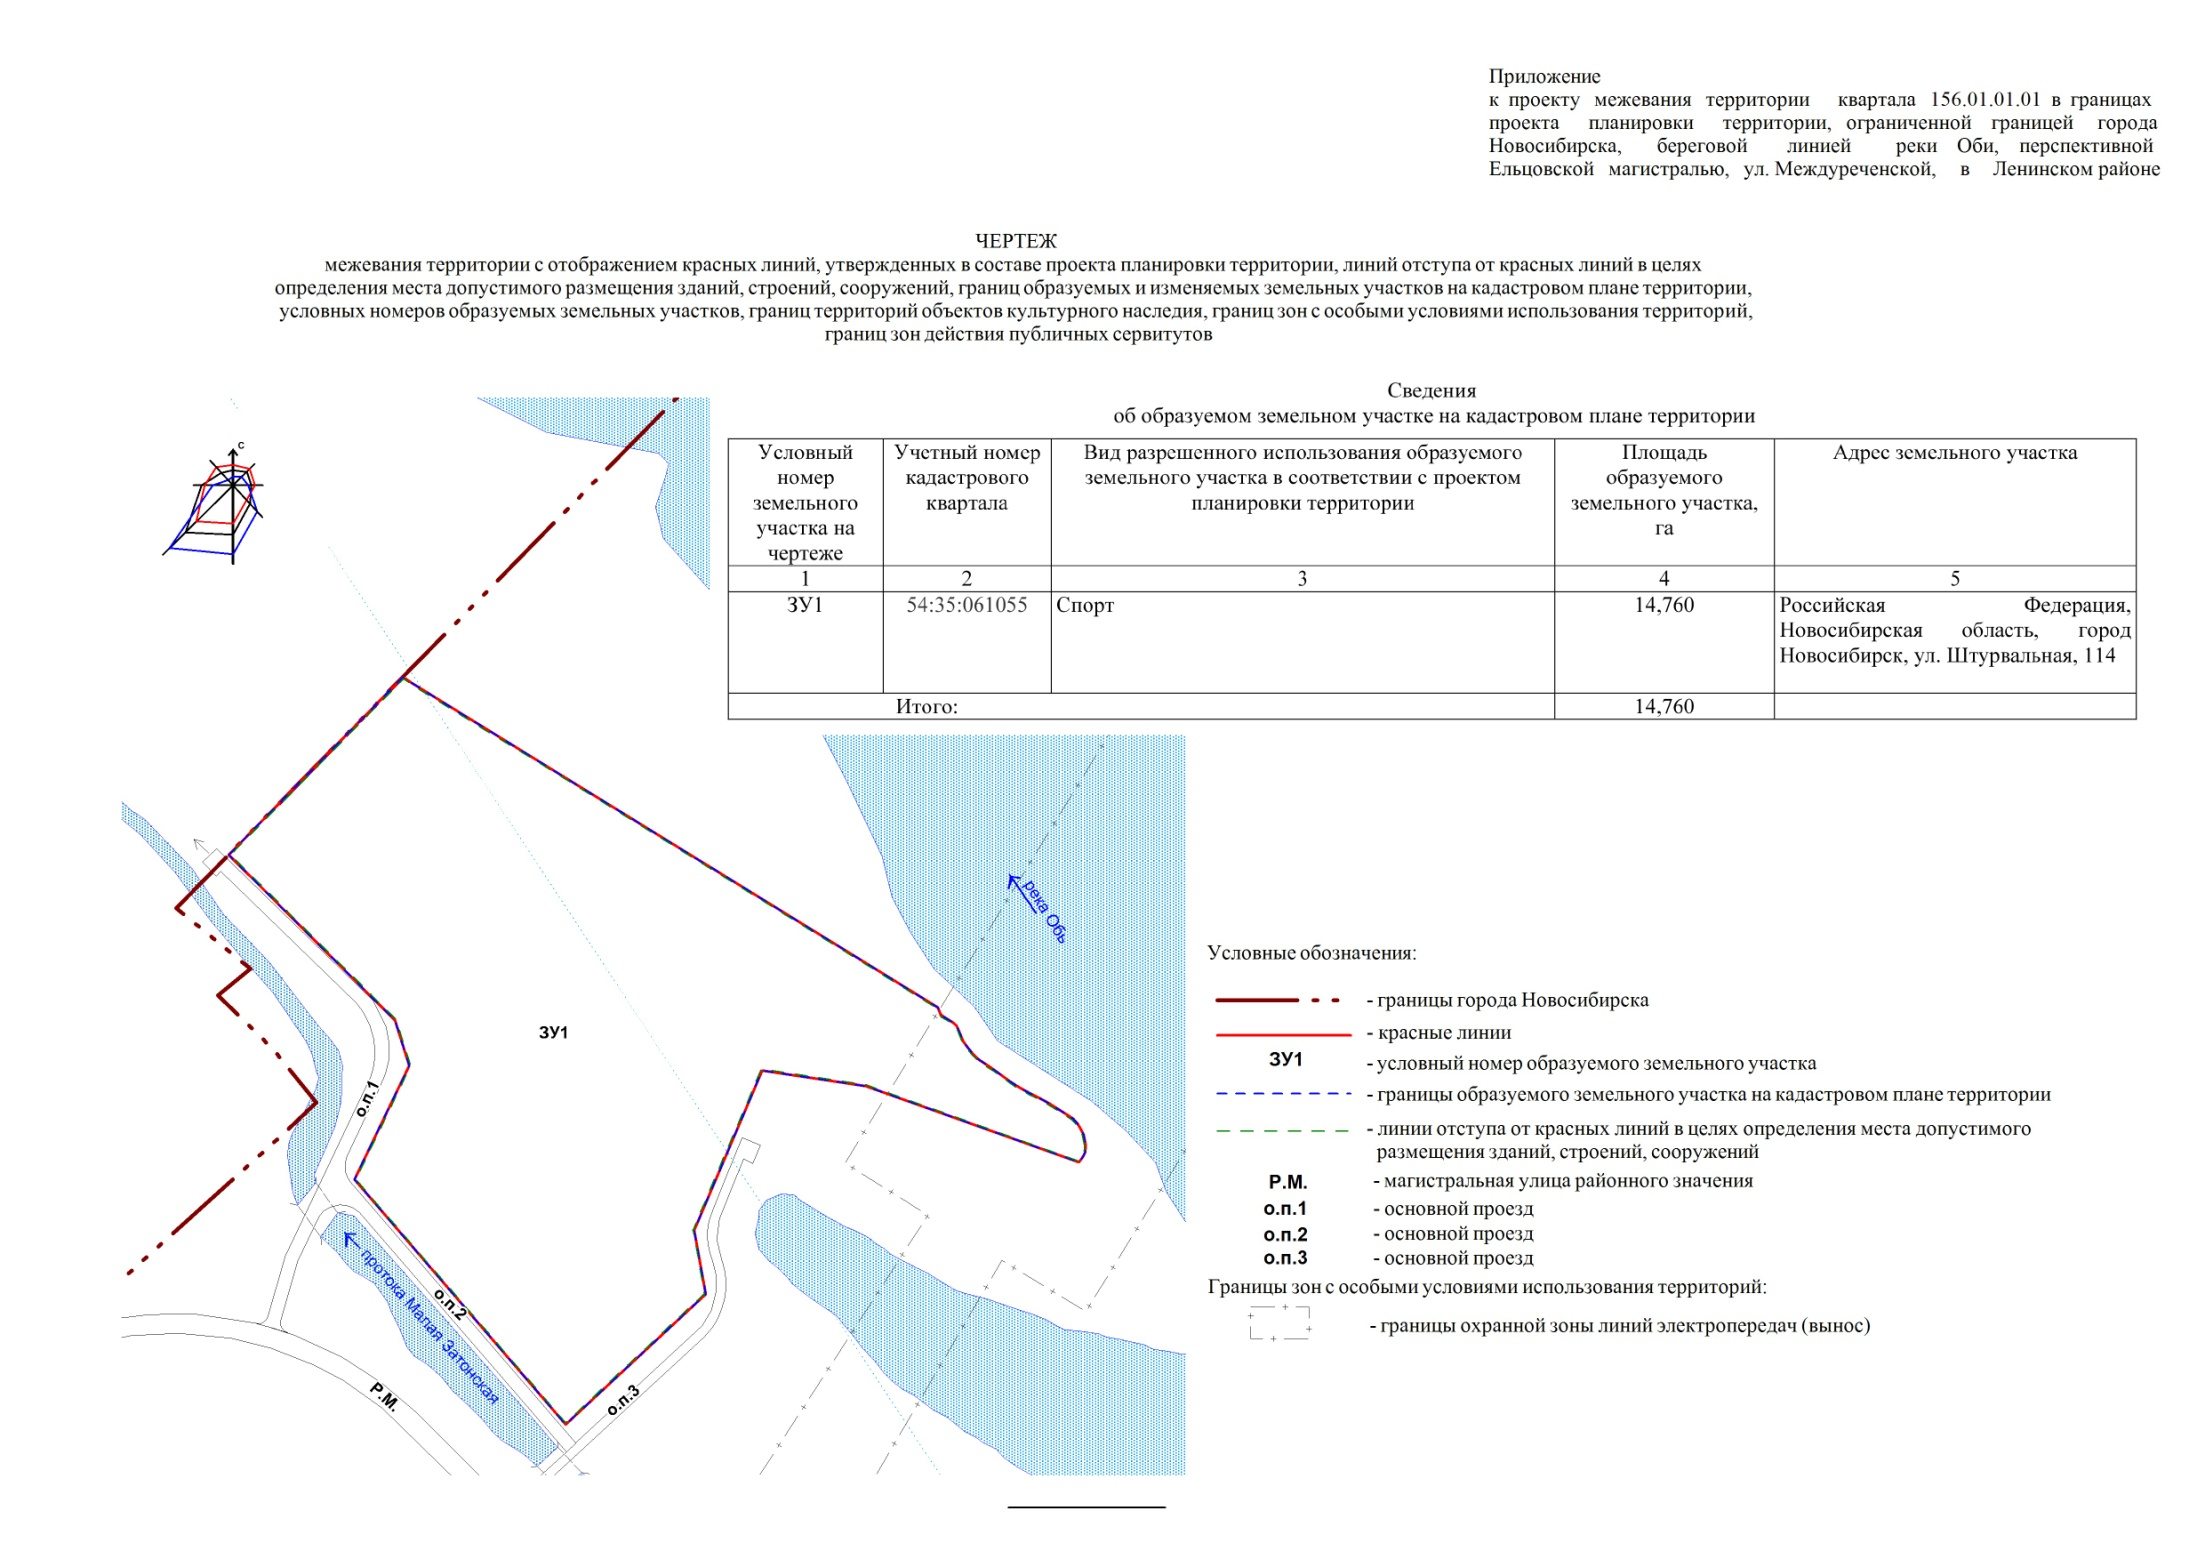 Приложение
к проекту межевания территории квартала 156.01.01.01 в границах
проекта планировки территории, ограниченной границей города
Новосибирска, береговой линией реки Оби, перспективной
Ельцовской магистралью, ул. Междуреченской, в Ленинском районе
ЧЕРТЕЖ
межевания территории с отображением красных линий, утвержденных в составе проекта планировки территории, линий отступа от красных линий в целях
определения места допустимого размещения зданий, строений, сооружений, границ образуемых и изменяемых земельных участков на кадастровом плане территории,
условных номеров образуемых земельных участков, границ территорий объектов культурного наследия, границ зон с особыми условиями использования территорий,
границ зон действия публичных сервитутов
Сведения
об образуемом земельном участке на кадастровом плане территории
Условный номер земельного участка на чертеже
Учетный номер кадастрового квартала
Вид разрешенного использования образуемого земельного участка в соответствии с проектом планировки территории
Площадь образуемого земельного участка, га
Адрес земельного участка
1 2 3 4 5
ЗУ1 54:35:061055 Спорт 14,760 Российская Федерация,
Новосибирская область, город
Новосибирск, ул. Штурвальная, 114
Итого: 14,760
с
река Обь
ЗУ1
о.п.1
протока Малая Затонская
о.п.2
о.п.3
Р.М.
Условные обозначения:
- границы города Новосибирска
- красные линии
ЗУ1 - условный номер образуемого земельного участка
- границы образуемого земельного участка на кадастровом плане территории
- линии отступа от красных линий в целях определения места допустимого
размещения зданий, строений, сооружений
Р.М. - магистральная улица районного значения
о.п.1 - основной проезд
о.п.2 - основной проезд
о.п.3 - основной проезд
Границы зон с особыми условиями использования территорий:
- границы охранной зоны линий электропередач (вынос)